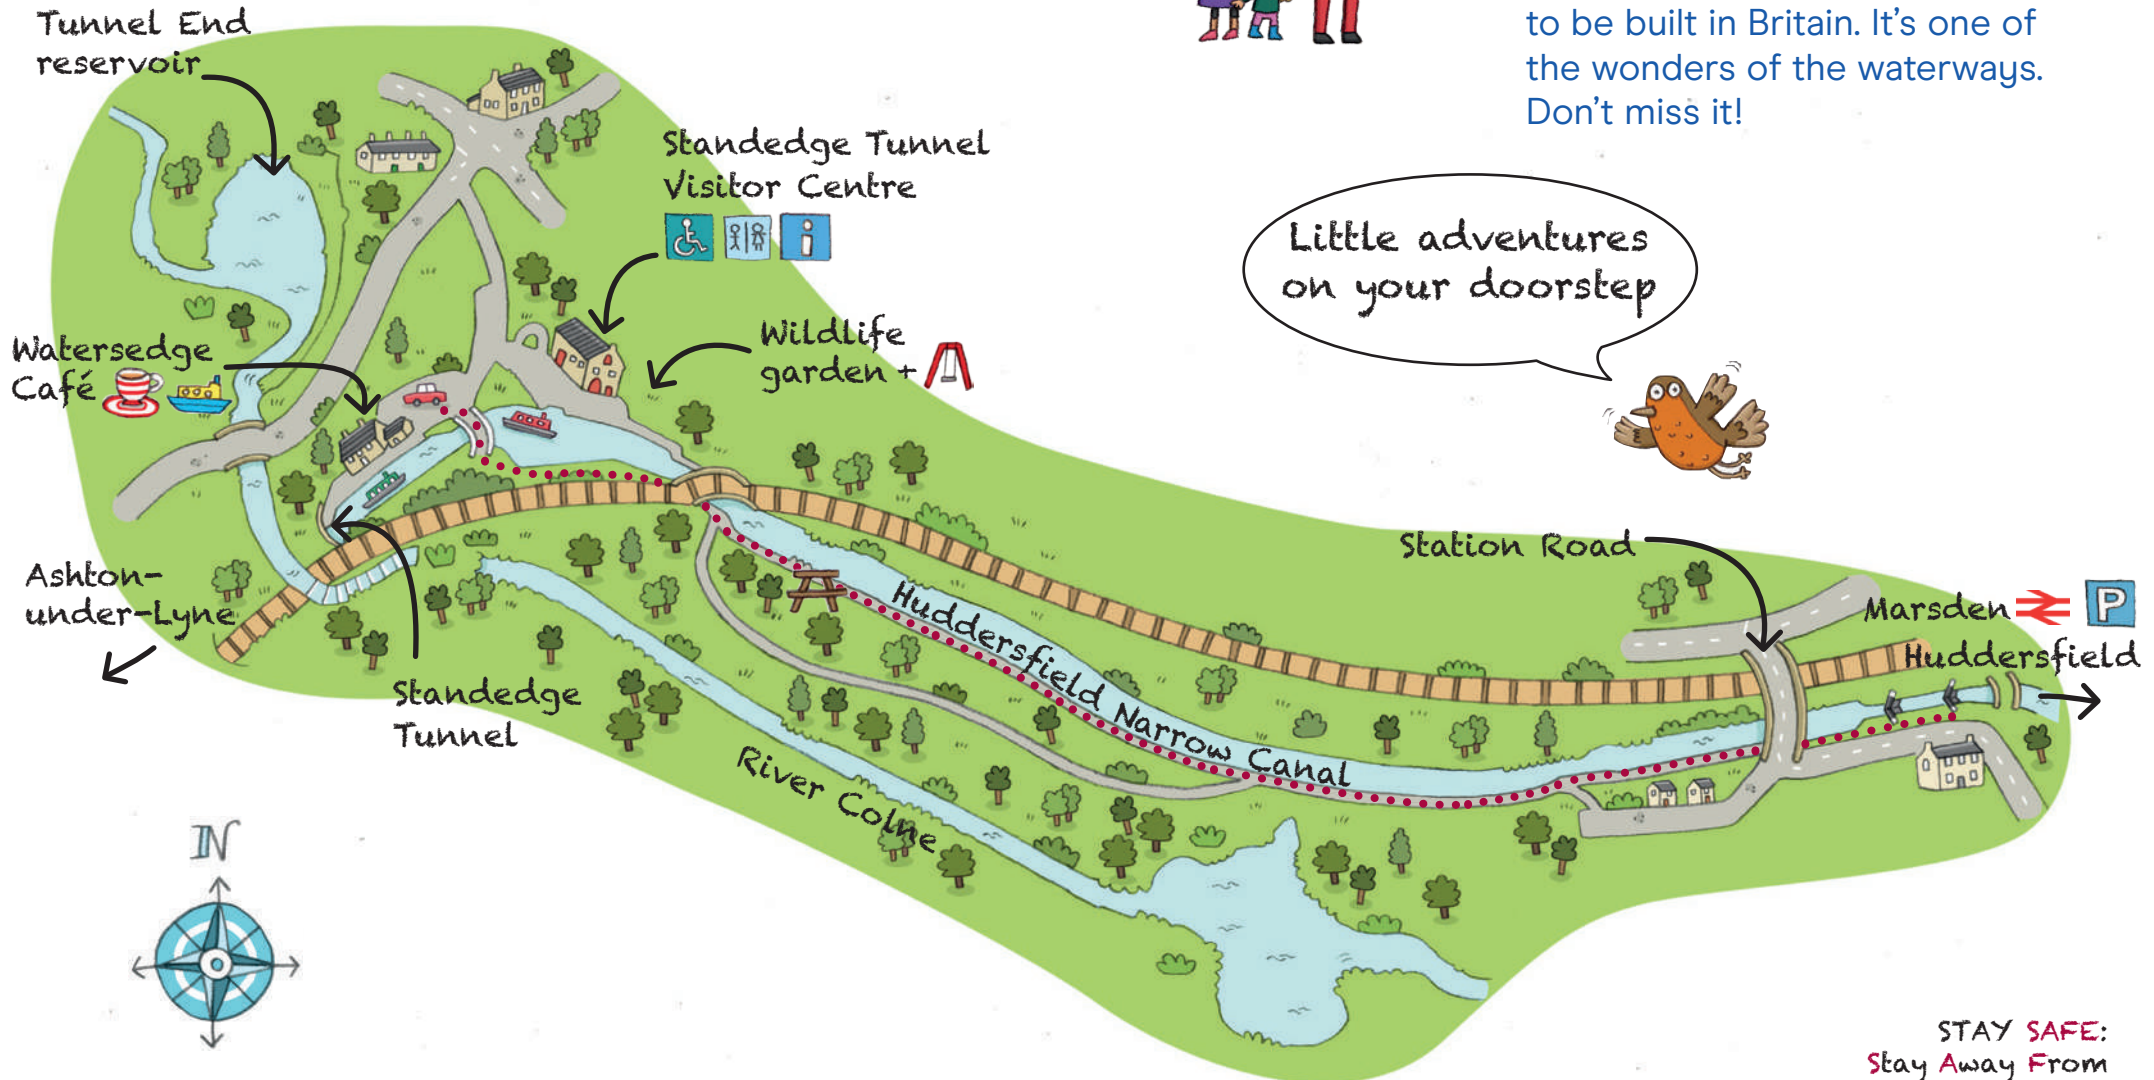 Tunnel End
reservoir
to be built in Britain. It’s one of
the wonders of the waterways.
Don’t miss it!
Standedge Tunnel
Visitor Centre
i
Little adventures
on your doorstep
Wildlife
garden +
Watersedge
Café
Station Road
Ashton-
under-Lyne
Marsden
P
Huddersfield
Standedge
Tunnel
Huddersfield Narrow Canal
River Colne
N
STAY SAFE:
Stay Away From